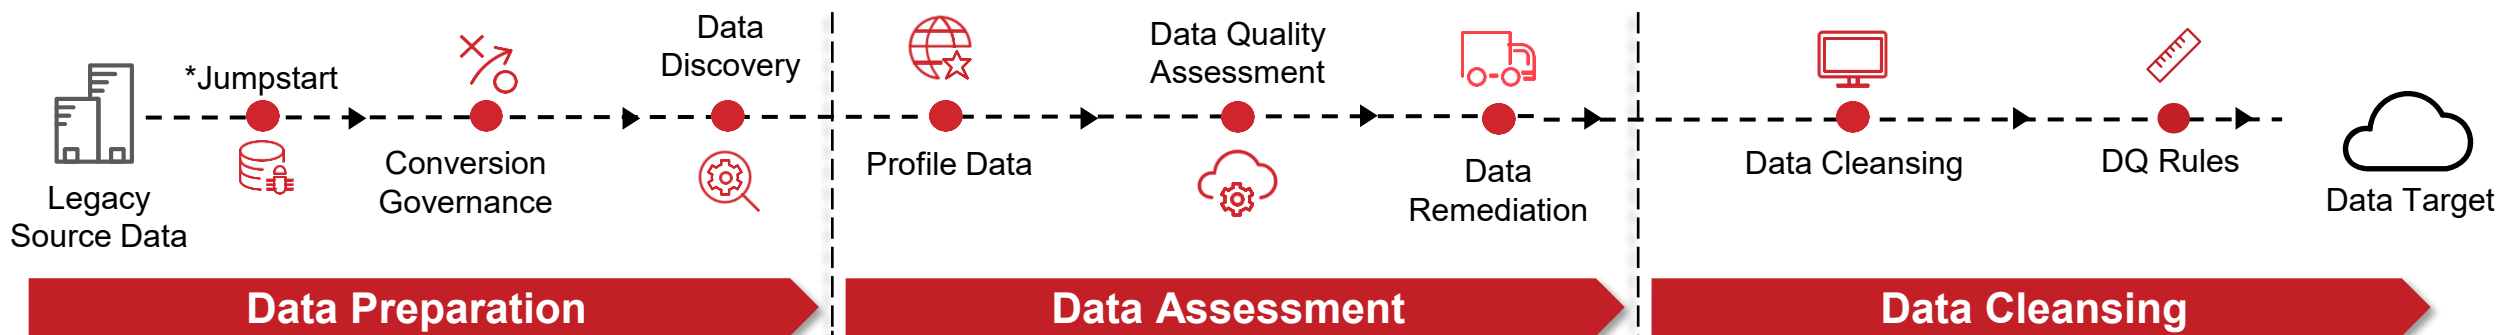 Legacy
Source Data
*Jumpstart
Conversion
Governance
Data
Discovery
Profile Data
Data Quality
Assessment
Data
Remediation
Data Cleansing
DQ Rules
Data Target
Data Preparation
Data Assessment
Data Cleansing